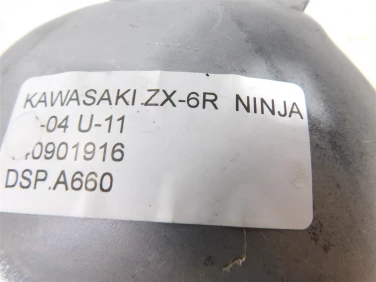 KAWASAKI ZX-6R NINJA
-04 U-11
0901916
DSP.A660